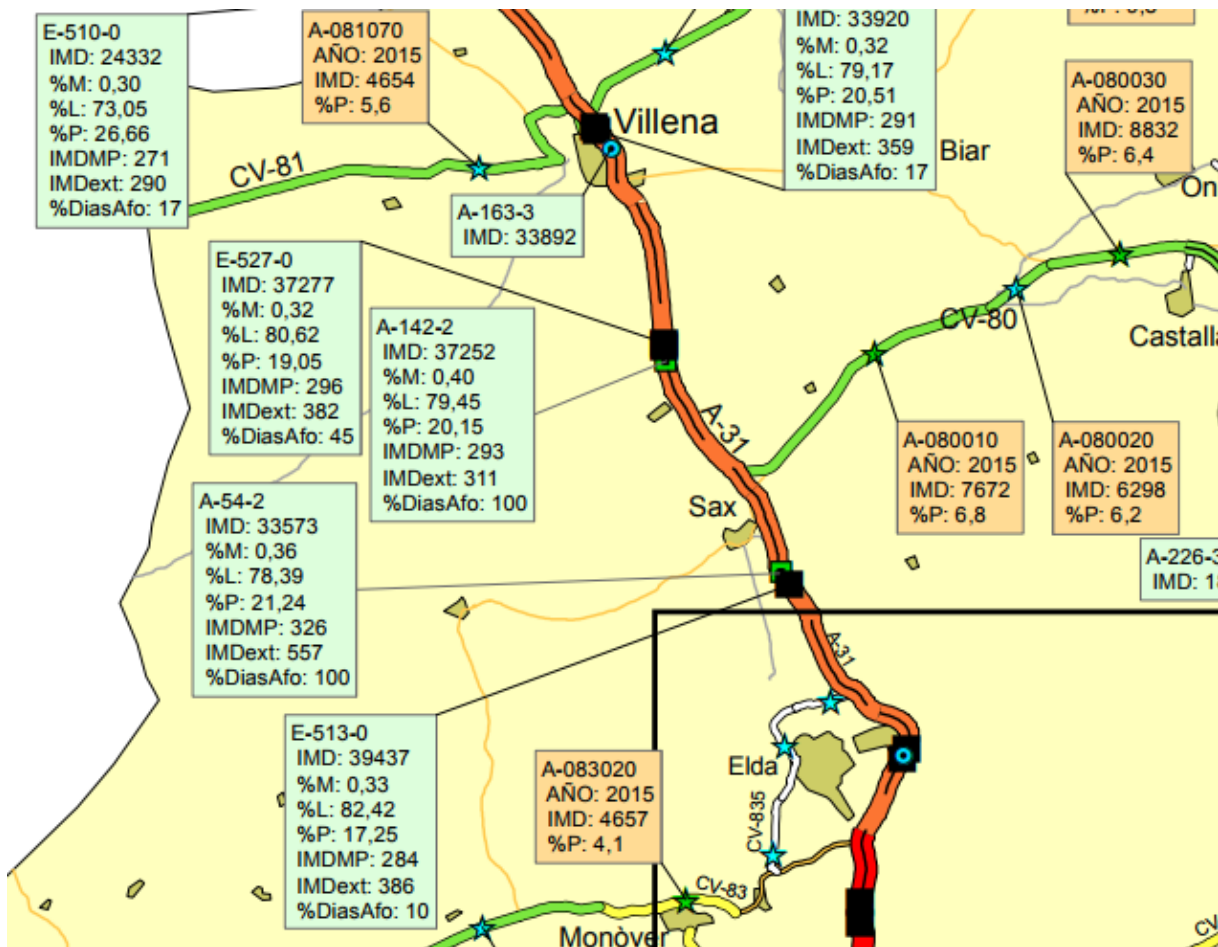 E-510-0
IMD: 24332
%M: 0,30
%L: 73,05
%P: 26,66
IMDMP: 271
IMDext: 290
%DiasAfo: 17
A-081070
AÑO: 2015
IMD: 4654
%P: 5,6
IMD: 33920
%M: 0,32
%L: 79,17
%P: 20,51
IMDMP: 291
IMDext: 359
%DiasAfo: 17
A-080030
AÑO: 2015
IMD: 8832
%P: 6,4
Villena
Biar
CV-81
A-163-3
IMD: 33892
E-527-0
IMD: 37277
%M: 0,32
%L: 80,62
%P: 19,05
IMDMP: 296
IMDext: 382
%DiasAfo: 45
A-142-2
IMD: 37252
%M: 0,40
%L: 79,45
%P: 20,15
IMDMP: 293
IMDext: 311
%DiasAfo: 100
CV-80
Castalla
A-31
A-080010
AÑO: 2015
IMD: 7672
%P: 6,8
A-080020
AÑO: 2015
IMD: 6298
%P: 6,2
A-54-2
IMD: 33573
%M: 0,36
%L: 78,39
%P: 21,24
IMDMP: 326
IMDext: 557
%DiasAfo: 100
Sax
A-226-3
IMD: 18
A-31
E-513-0
IMD: 39437
%M: 0,33
%L: 82,42
%P: 17,25
IMDMP: 284
IMDext: 386
%DiasAfo: 10
A-083020
AÑO: 2015
IMD: 4657
%P: 4,1
Elda
CV-835
CV-83
Monòver